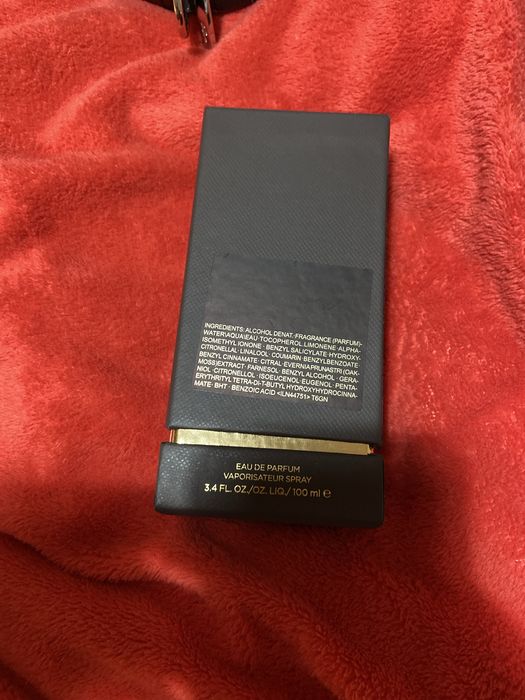 INGREDIENTS: ALCOHOL DENAT.·FRAGRANCE (PARFUM)·
WATER\AQUA\EAU·TOCOPHEROL LIMONENE·ALPHA-
ISOMETHYL IONONE·BENZYL SALICYLATE·HYDROXY-
CITRONELLAL·LINALOOL·COUMARIN·BENZYLBENZOATE
BENZYL CINNAMATE·CITRAL·EVERNIAPRUNASTRI (OAK-
MOSS)EXTRACT·FARNESOL·BENZYL ALCOHOL·GERA-
NIOL·CITRONELLOL·ISOEUCENOL·EUGENOL·PENTA-
ERYTHRITYL TETRA-DI-T-BUTYL HYDROXYHYDROCINNA-
MATE·BHT·BENZOIC ACID <ILN44751> T6GN
EAU DE PARFUM
VAPORISATEUR SPRAY
3.4 FL. OZ./OZ. LIQ./100 ml ℮